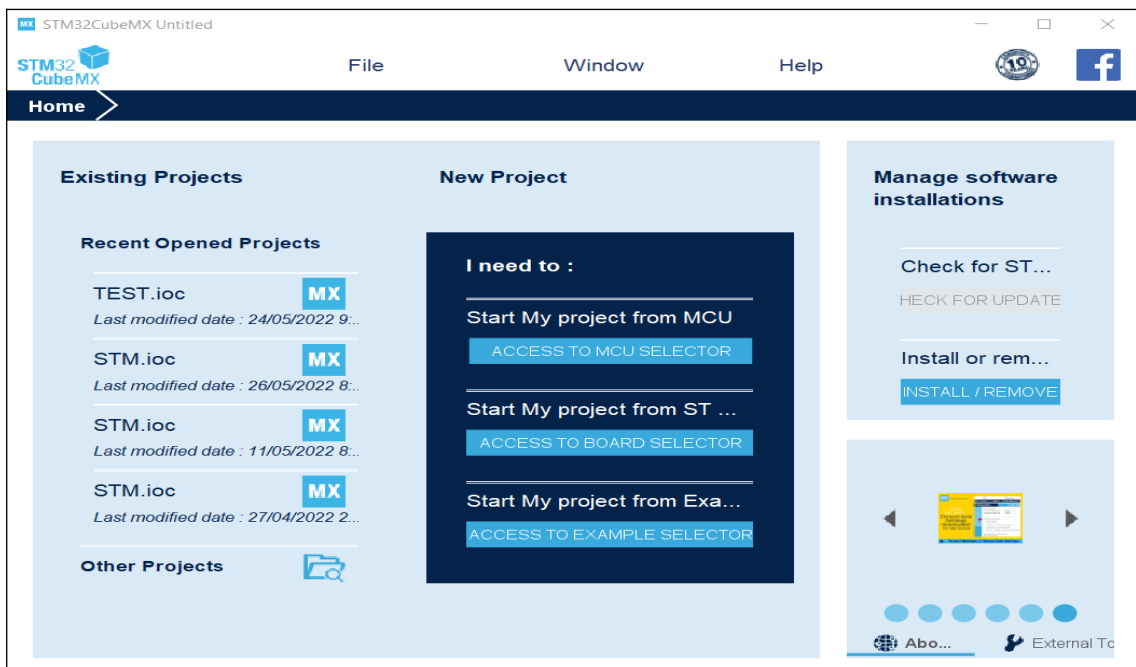 MX STM32CubeMX Untitled
STM32
CubeMX
File Window Help
10
Home
Existing Projects
Recent Opened Projects
TEST.ioc MX
Last modified date : 24/05/2022 9:..
STM.ioc MX
Last modified date : 26/05/2022 8:..
STM.ioc MX
Last modified date : 11/05/2022 8:..
STM.ioc MX
Last modified date : 27/04/2022 2...
Other Projects
New Project
I need to :
Start My project from MCU
ACCESS TO MCU SELECTOR
Start My project from ST ...
ACCESS TO BOARD SELECTOR
Start My project from Exa...
ACCESS TO EXAMPLE SELECTOR
Manage software
installations
Check for ST...
HECK FOR UPDATE
Install or rem...
INSTALL / REMOVE
Abo... External To